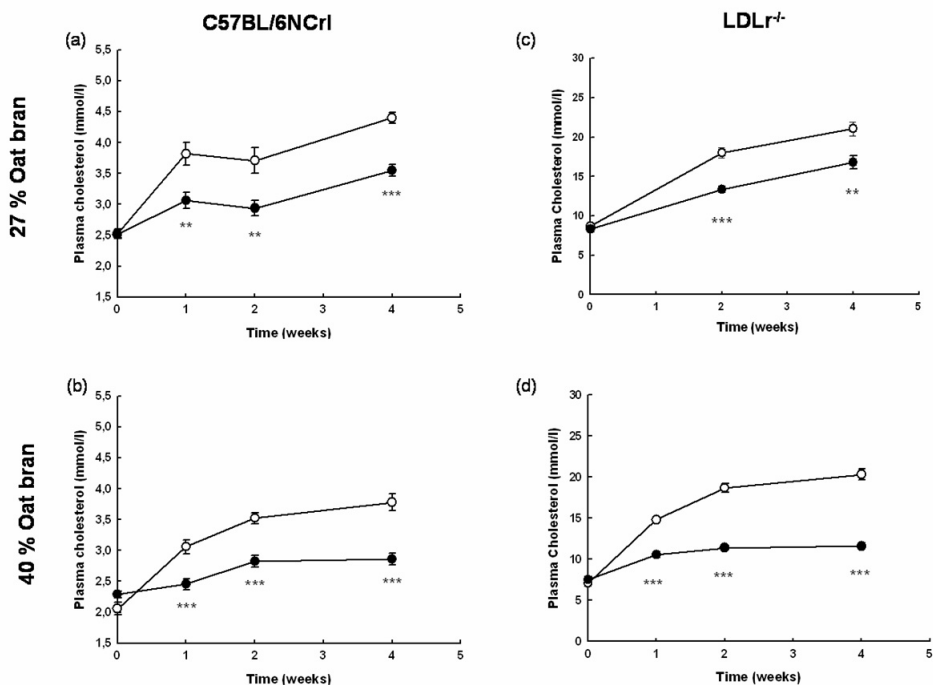 C57BL/6NCrl
LDLr-/-
27 % Oat bran
(a)
Plasma cholesterol (mmol/l)
5,5
5,0
4,5
4,0
3,5
3,0
2,5
2,0
1,5
**
**
***
0 1 2 3 4 5
Time (weeks)
(c)
Plasma Cholesterol (mmol/l)
30
25
20
15
10
5
0
***
**
0 1 2 3 4 5
Time (weeks)
40 % Oat bran
(b)
Plasma cholesterol (mmol/l)
5,5
5,0
4,5
4,0
3,5
3,0
2,5
2,0
1,5
***
***
***
0 1 2 3 4 5
Time (weeks)
(d)
Plasma Cholesterol (mmol/l)
30
25
20
15
10
5
0
***
***
***
0 1 2 3 4 5
Time (weeks)